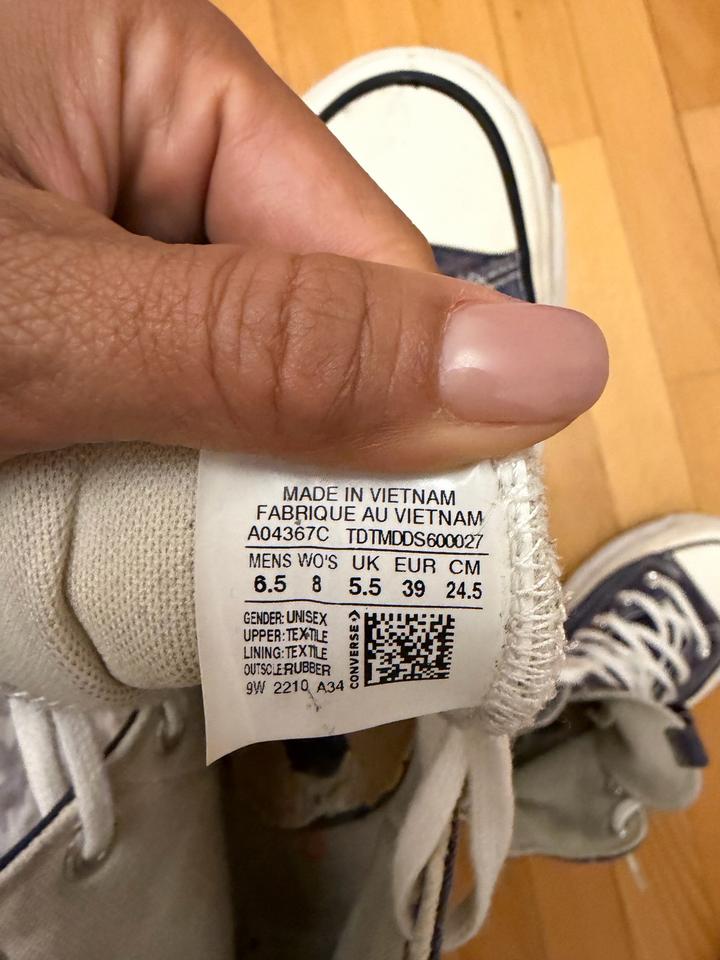 MADE IN VIETNAM
FABRIQUE AU VIETNAM
A04367C TDTMDDS600027
MENS WO'S UK EUR CM
6.5 8 5.5 39 24.5
GENDER: UNISEX
UPPER: TEXTILE
LINING: TEXTILE
OUTSOLE:RUBBER
9W 2210 A34
CONVERSE